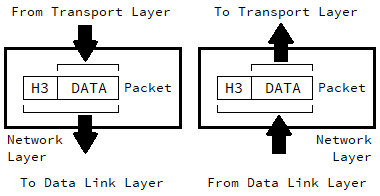 From Transport Layer
H3 DATA Packet
Network
Layer
To Data Link Layer
To Transport Layer
H3 DATA Packet
Network
Layer
From Data Link Layer